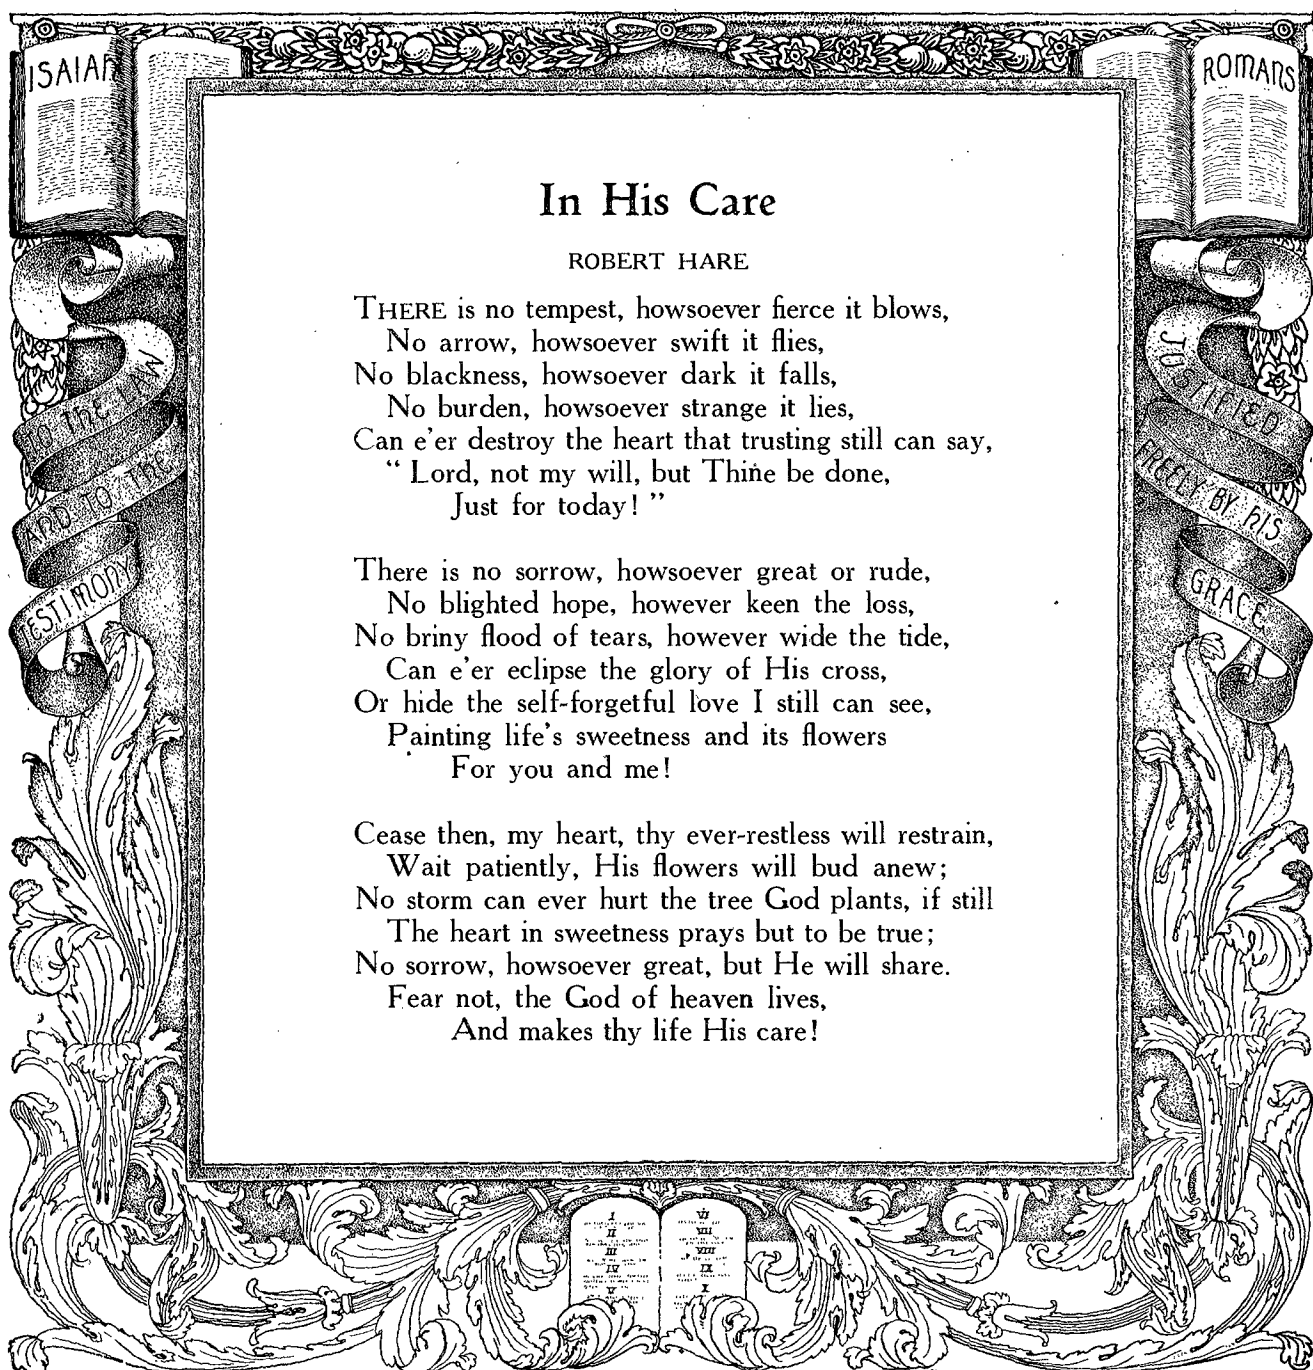 ISAIAH
ROMANS
In His Care
ROBERT HARE
THERE is no tempest, howsoever fierce it blows,
No arrow, howsoever swift it flies,
No blackness, howsoever dark it falls,
No burden, howsoever strange it lies,
Can e'er destroy the heart that trusting still can say,
" Lord, not my will, but Thine be done,
Just for today! "
There is no sorrow, howsoever great or rude,
No blighted hope, however keen the loss,
No briny flood of tears, however wide the tide,
Can e'er eclipse the glory of His cross,
Or hide the self-forgetful love I still can see,
Painting life's sweetness and its flowers
For you and me!
Cease then, my heart, thy ever-restless will restrain,
Wait patiently, His flowers will bud anew;
No storm can ever hurt the tree God plants, if still
The heart in sweetness prays but to be true;
No sorrow, howsoever great, but He will share.
Fear not, the God of heaven lives,
And makes thy life His care!
TO THE LAW
AND TO THE
TESTIMONY
JUSTIFIED
FREELY BY HIS
GRACE
I
II
III
IV
V
VI
VII
VIII
IX
X